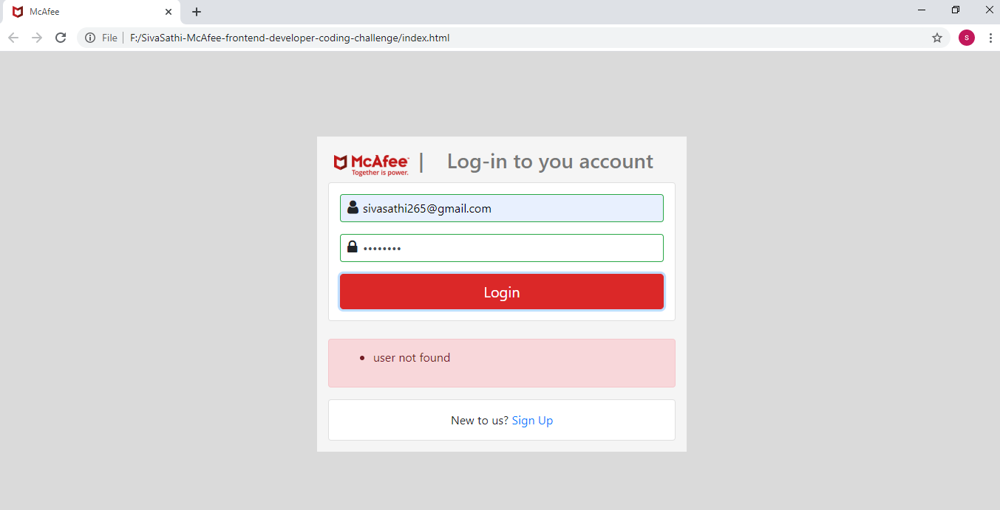 McAfee
File F:/SivaSathi-McAfee-frontend-developer-coding-challenge/index.html
S
McAfee™ | Log-in to you account
Together is power.
sivasathi265@gmail.com
••••••••
Login
• user not found
New to us? Sign Up